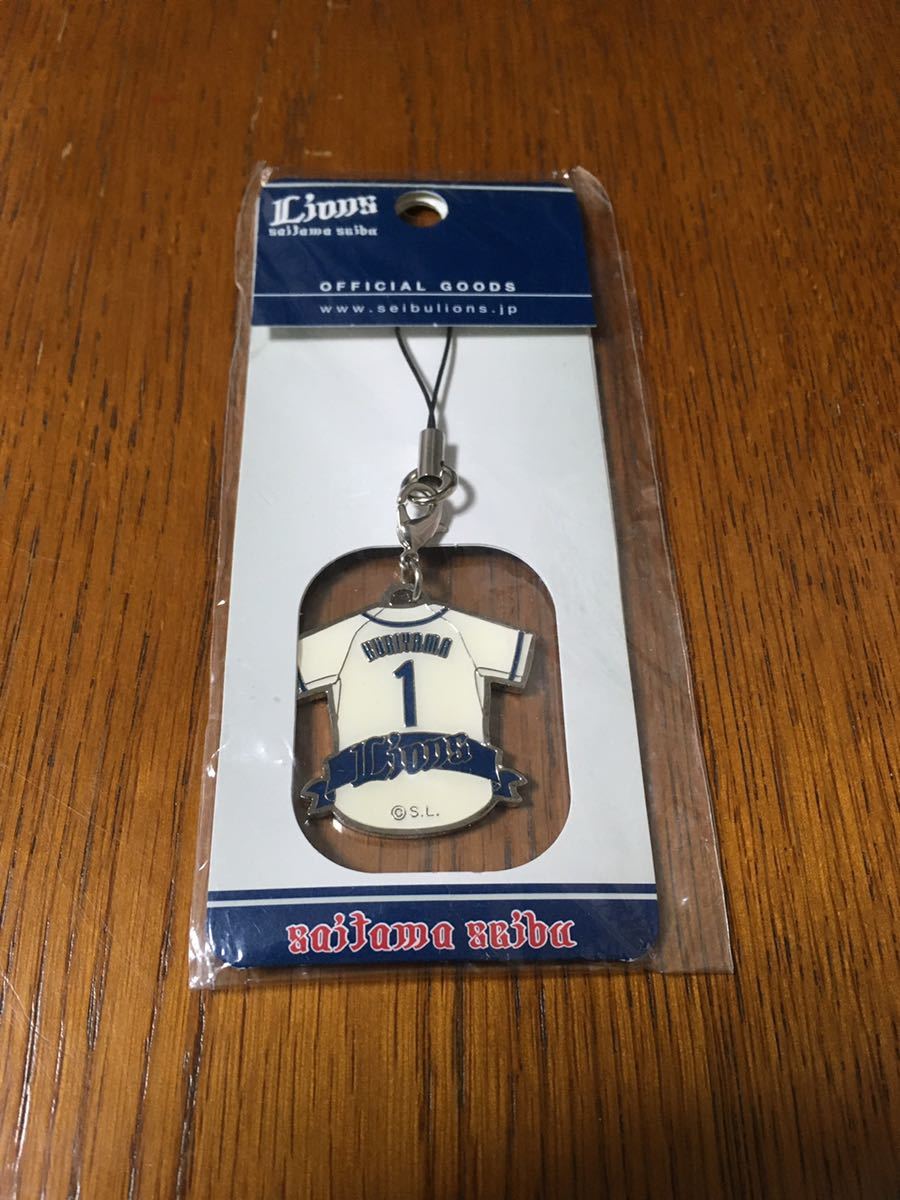 Lions
saitama seibu
OFFICIAL GOODS
www.seibulions.jp
KURIYAMA
1
Lions
©S.L.
saitama seibu